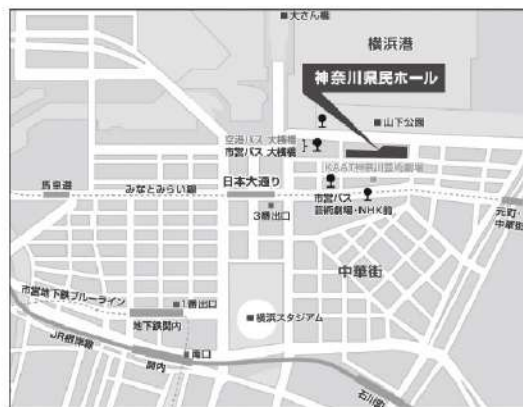 ■大さん橋
横浜港
神奈川県民ホール
■山下公園
空港バス 大桟橋
市営バス 大桟橋
KAAT神奈川芸術劇場
馬車道
みなとみらい線
日本大通り
■3番出口
市営バス
芸術劇場・NHK前
元町・
中華街
中華街
市営地下鉄ブルーライン
■1番出口
地下鉄関内
■横浜スタジアム
JR根岸線
■南口
関内
石川町